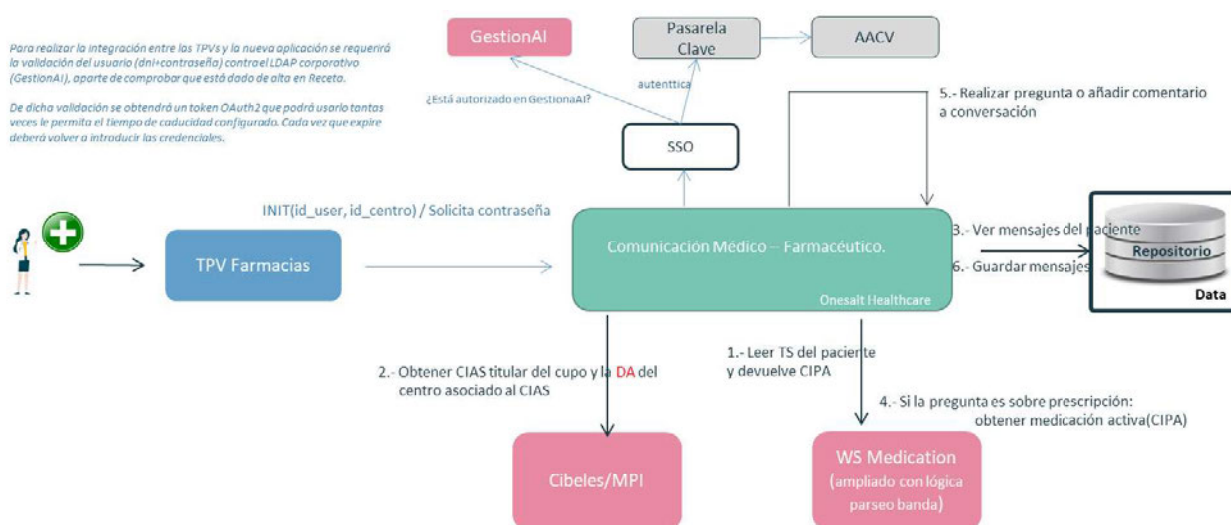 GestionAI
Pasarela
Clave
AACV
Para realizar la integración entre las TPVs y la nueva aplicación se requerirá
la validación del usuario (dni+contraseña) contra el LDAP corporativo
(GestionAI), aparte de comprobar que está dado de alta en Receta.
De dicha validación se obtendrá un token OAuth2 que podrá usarlo tantas
veces le permita el tiempo de caducidad configurado. Cada vez que expire
deberá volver a introducir las credenciales.
¿Está autorizado en GestionaAI?
autenttica
5.- Realizar pregunta o añadir comentario
a conversación
SSO
INIT(id_user, id_centro) / Solicita contraseña
TPV Farmacias
Comunicación Médico – Farmacéutico.
Onesait Healthcare
3.- Ver mensajes del paciente
6.- Guardar mensajes
Repositorio
Data
2.- Obtener CIAS titular del cupo y la DA del
centro asociado al CIAS
1.- Leer TS del paciente
y devuelve CIPA
4.- Si la pregunta es sobre prescripción:
obtener medicación activa(CIPA)
Cibeles/MPI
WS Medication
(ampliado con lógica
parseo banda)